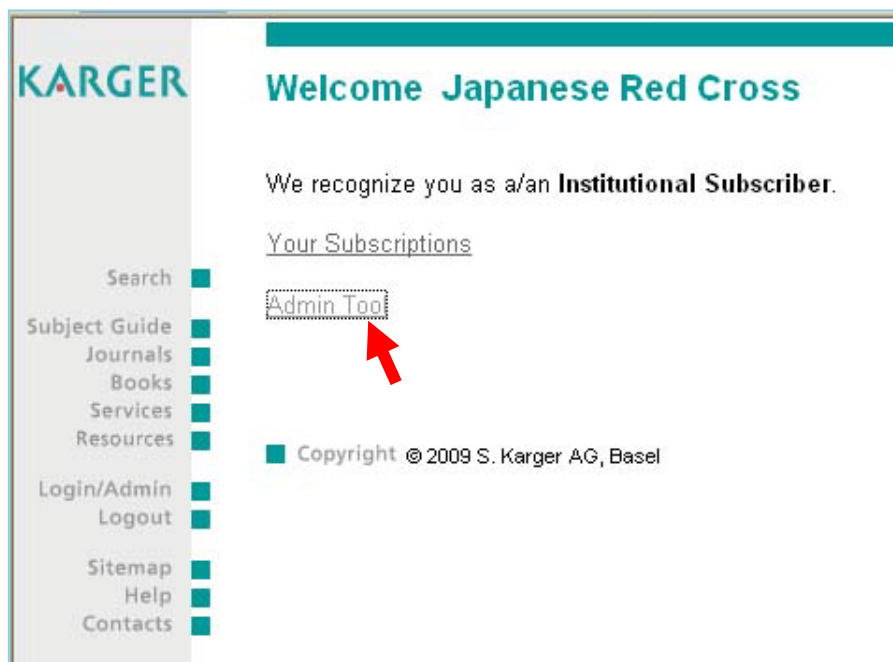 KARGER
Search
Subject Guide
Journals
Books
Services
Resources
Login/Admin
Logout
Sitemap
Help
Contacts
Welcome Japanese Red Cross
We recognize you as a/an Institutional Subscriber.
Your Subscriptions
Admin Tool
Copyright © 2009 S. Karger AG, Basel